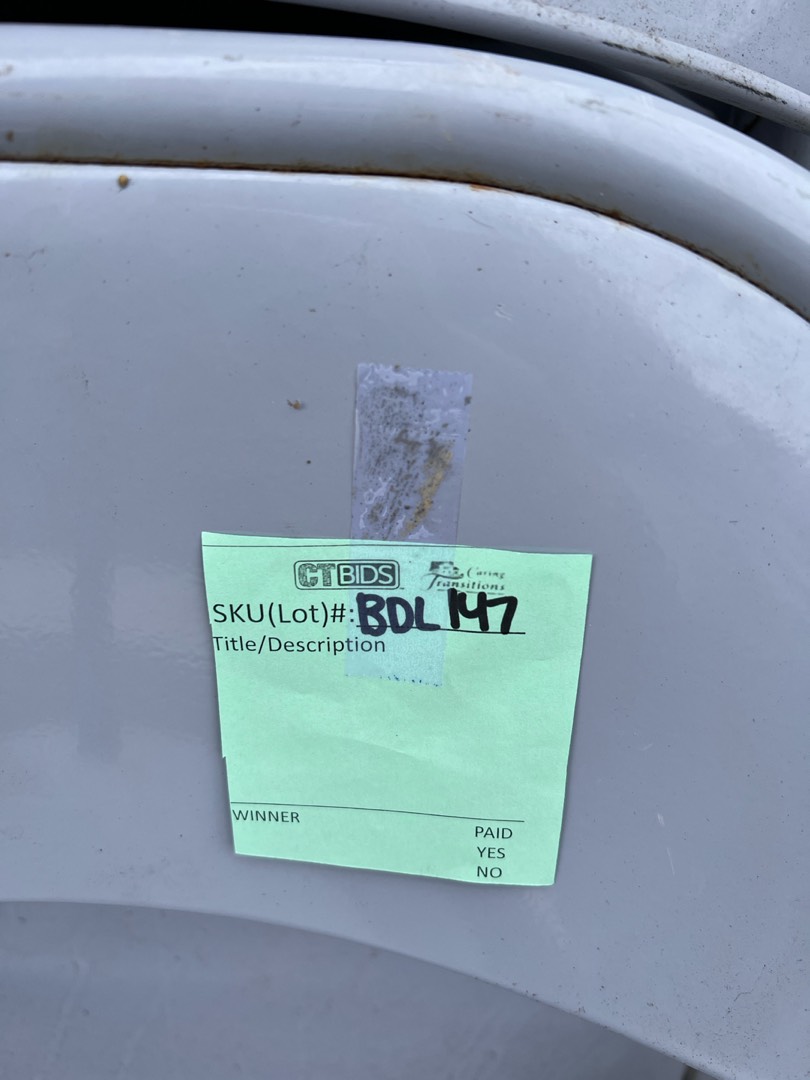 CTBIDS
Caring
Transitions
SKU(Lot)#: BDL 147
Title/Description
WINNER
PAID
YES
NO